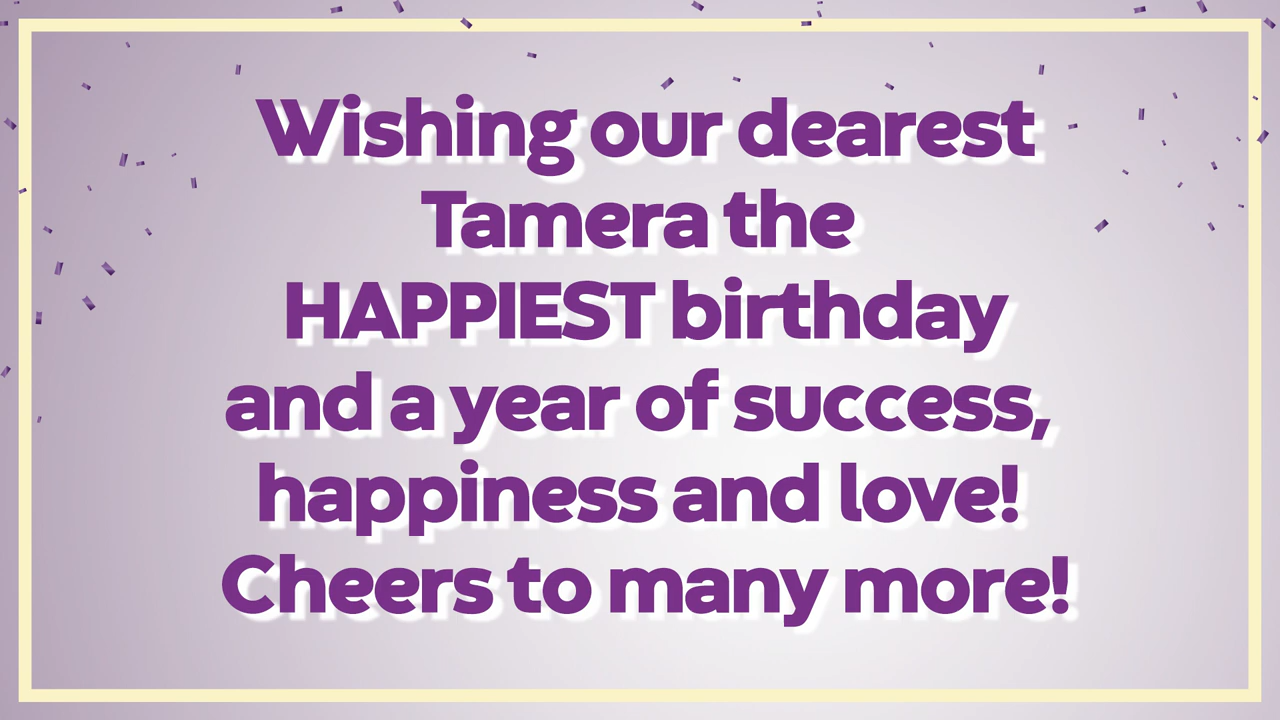 Wishing our dearest
Tamera the
HAPPIEST birthday
and a year of success,
happiness and love!
Cheers to many more!